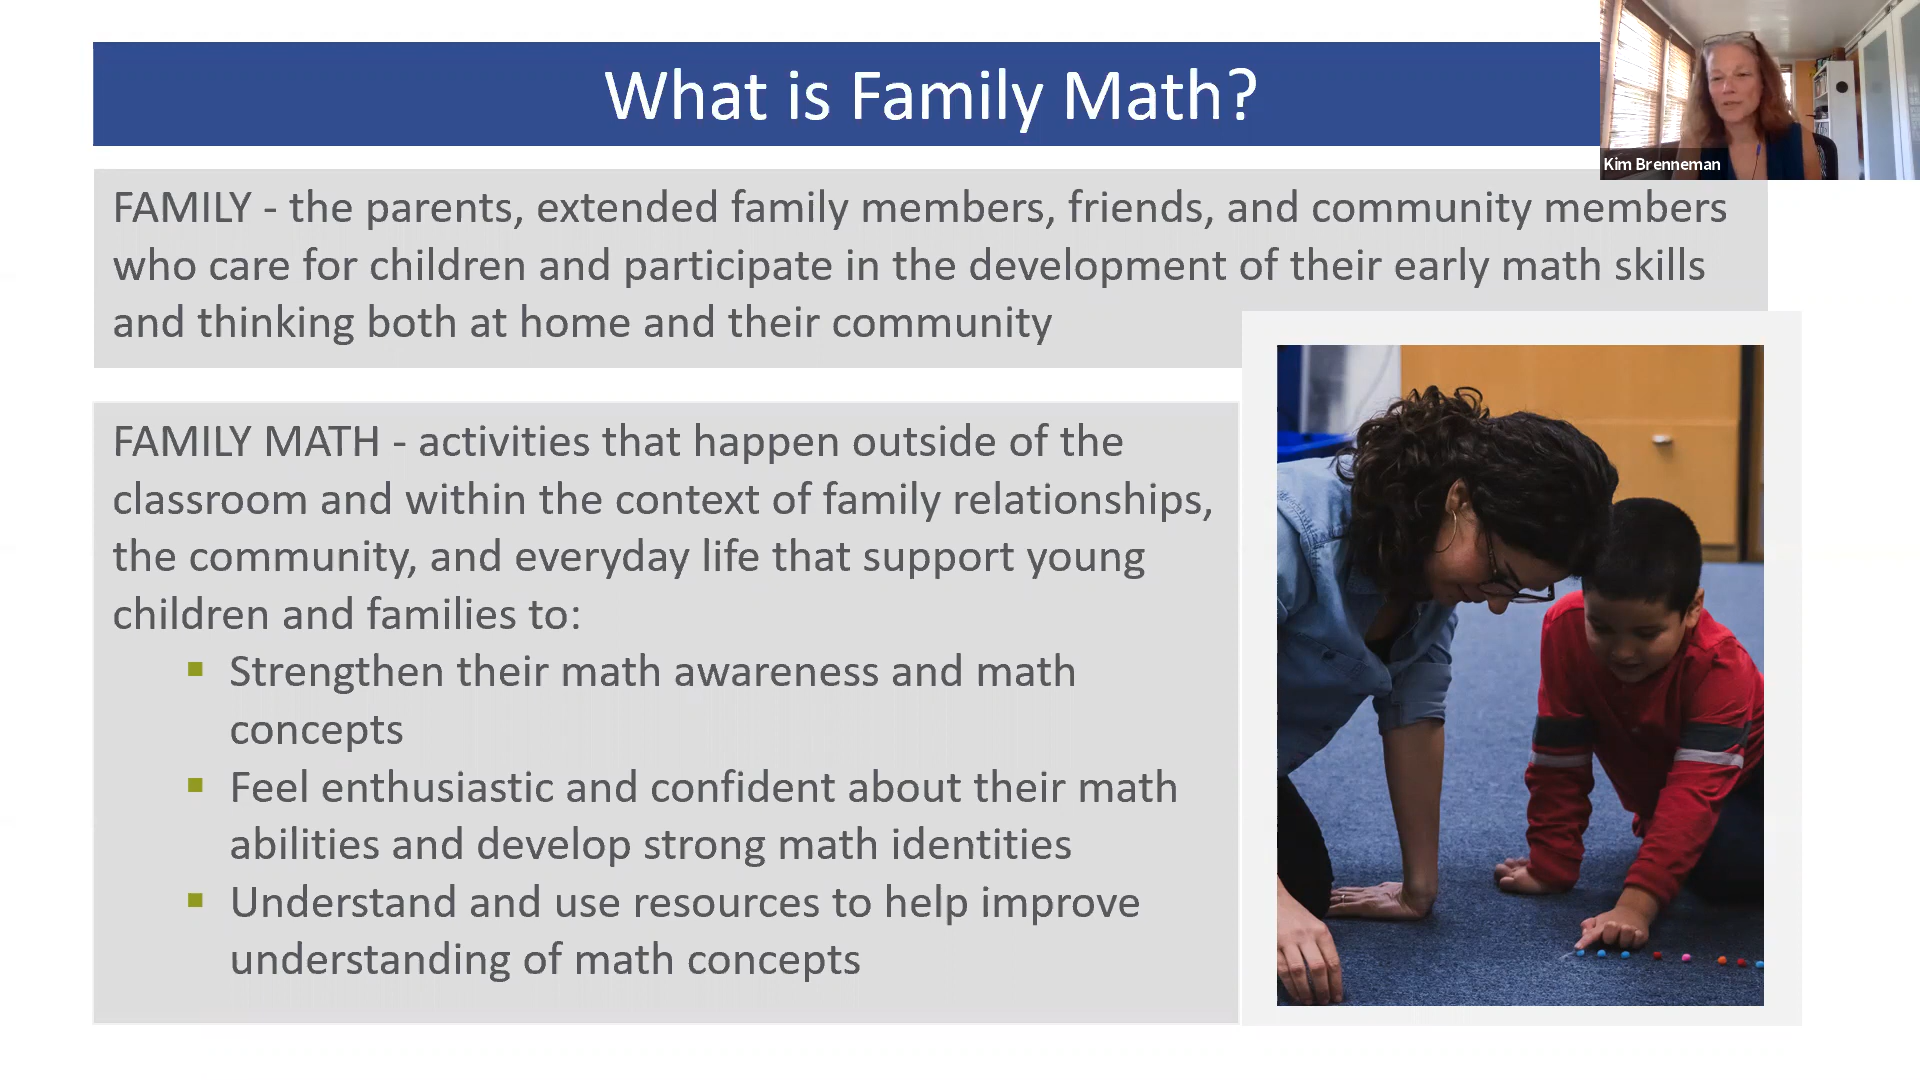 What is Family Math?
Kim Brenneman
FAMILY - the parents, extended family members, friends, and community members
who care for children and participate in the development of their early math skills
and thinking both at home and their community
FAMILY MATH - activities that happen outside of the
classroom and within the context of family relationships,
the community, and everyday life that support young
children and families to:
▪ Strengthen their math awareness and math
concepts
▪ Feel enthusiastic and confident about their math
abilities and develop strong math identities
▪ Understand and use resources to help improve
understanding of math concepts